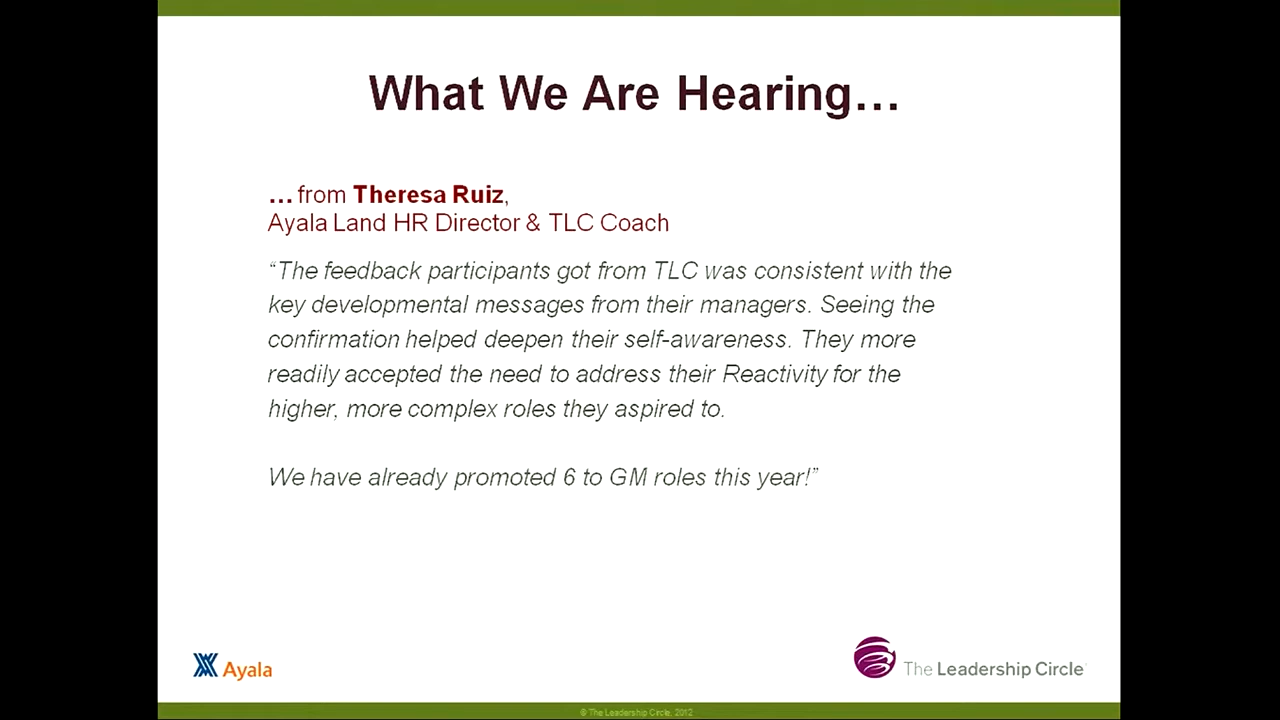 What We Are Hearing…
… from Theresa Ruiz,
Ayala Land HR Director & TLC Coach
“The feedback participants got from TLC was consistent with the
key developmental messages from their managers. Seeing the
confirmation helped deepen their self-awareness. They more
readily accepted the need to address their Reactivity for the
higher, more complex roles they aspired to.
We have already promoted 6 to GM roles this year!”
Ayala
The Leadership Circle
© The Leadership Circle, 2012